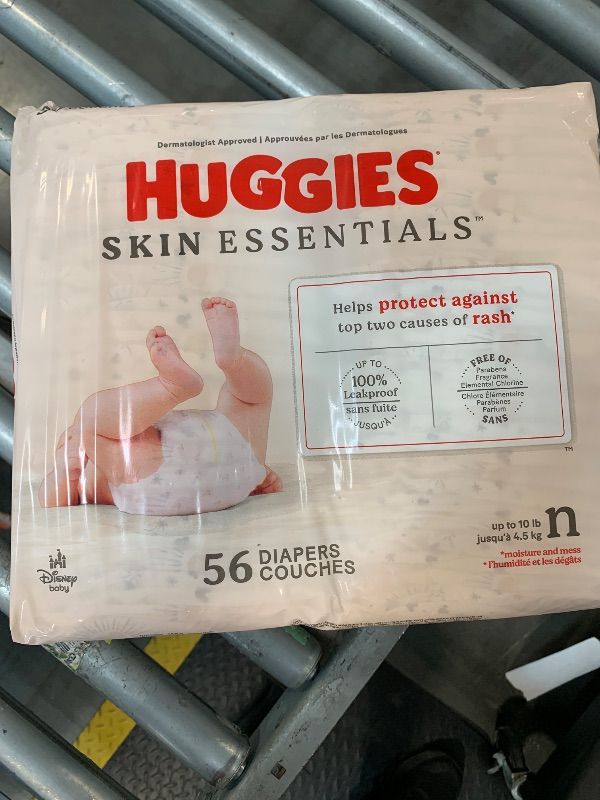 Dermatologist Approved | Approuvées par les Dermatologues
HUGGIES®
SKIN ESSENTIALS™
Helps protect against
top two causes of rash*
UP TO
100%
Leakproof
sans fuite
JUSQU'À
FREE OF
Parabens
Fragrance
Elemental Chlorine
Chlore Élémentaire
Parabènes
Parfum
SANS
TM
up to 10 lb
jusqu'à 4.5 kg
n
*moisture and mess
*l'humidité et les dégâts
56 DIAPERS
COUCHES
Disney
baby